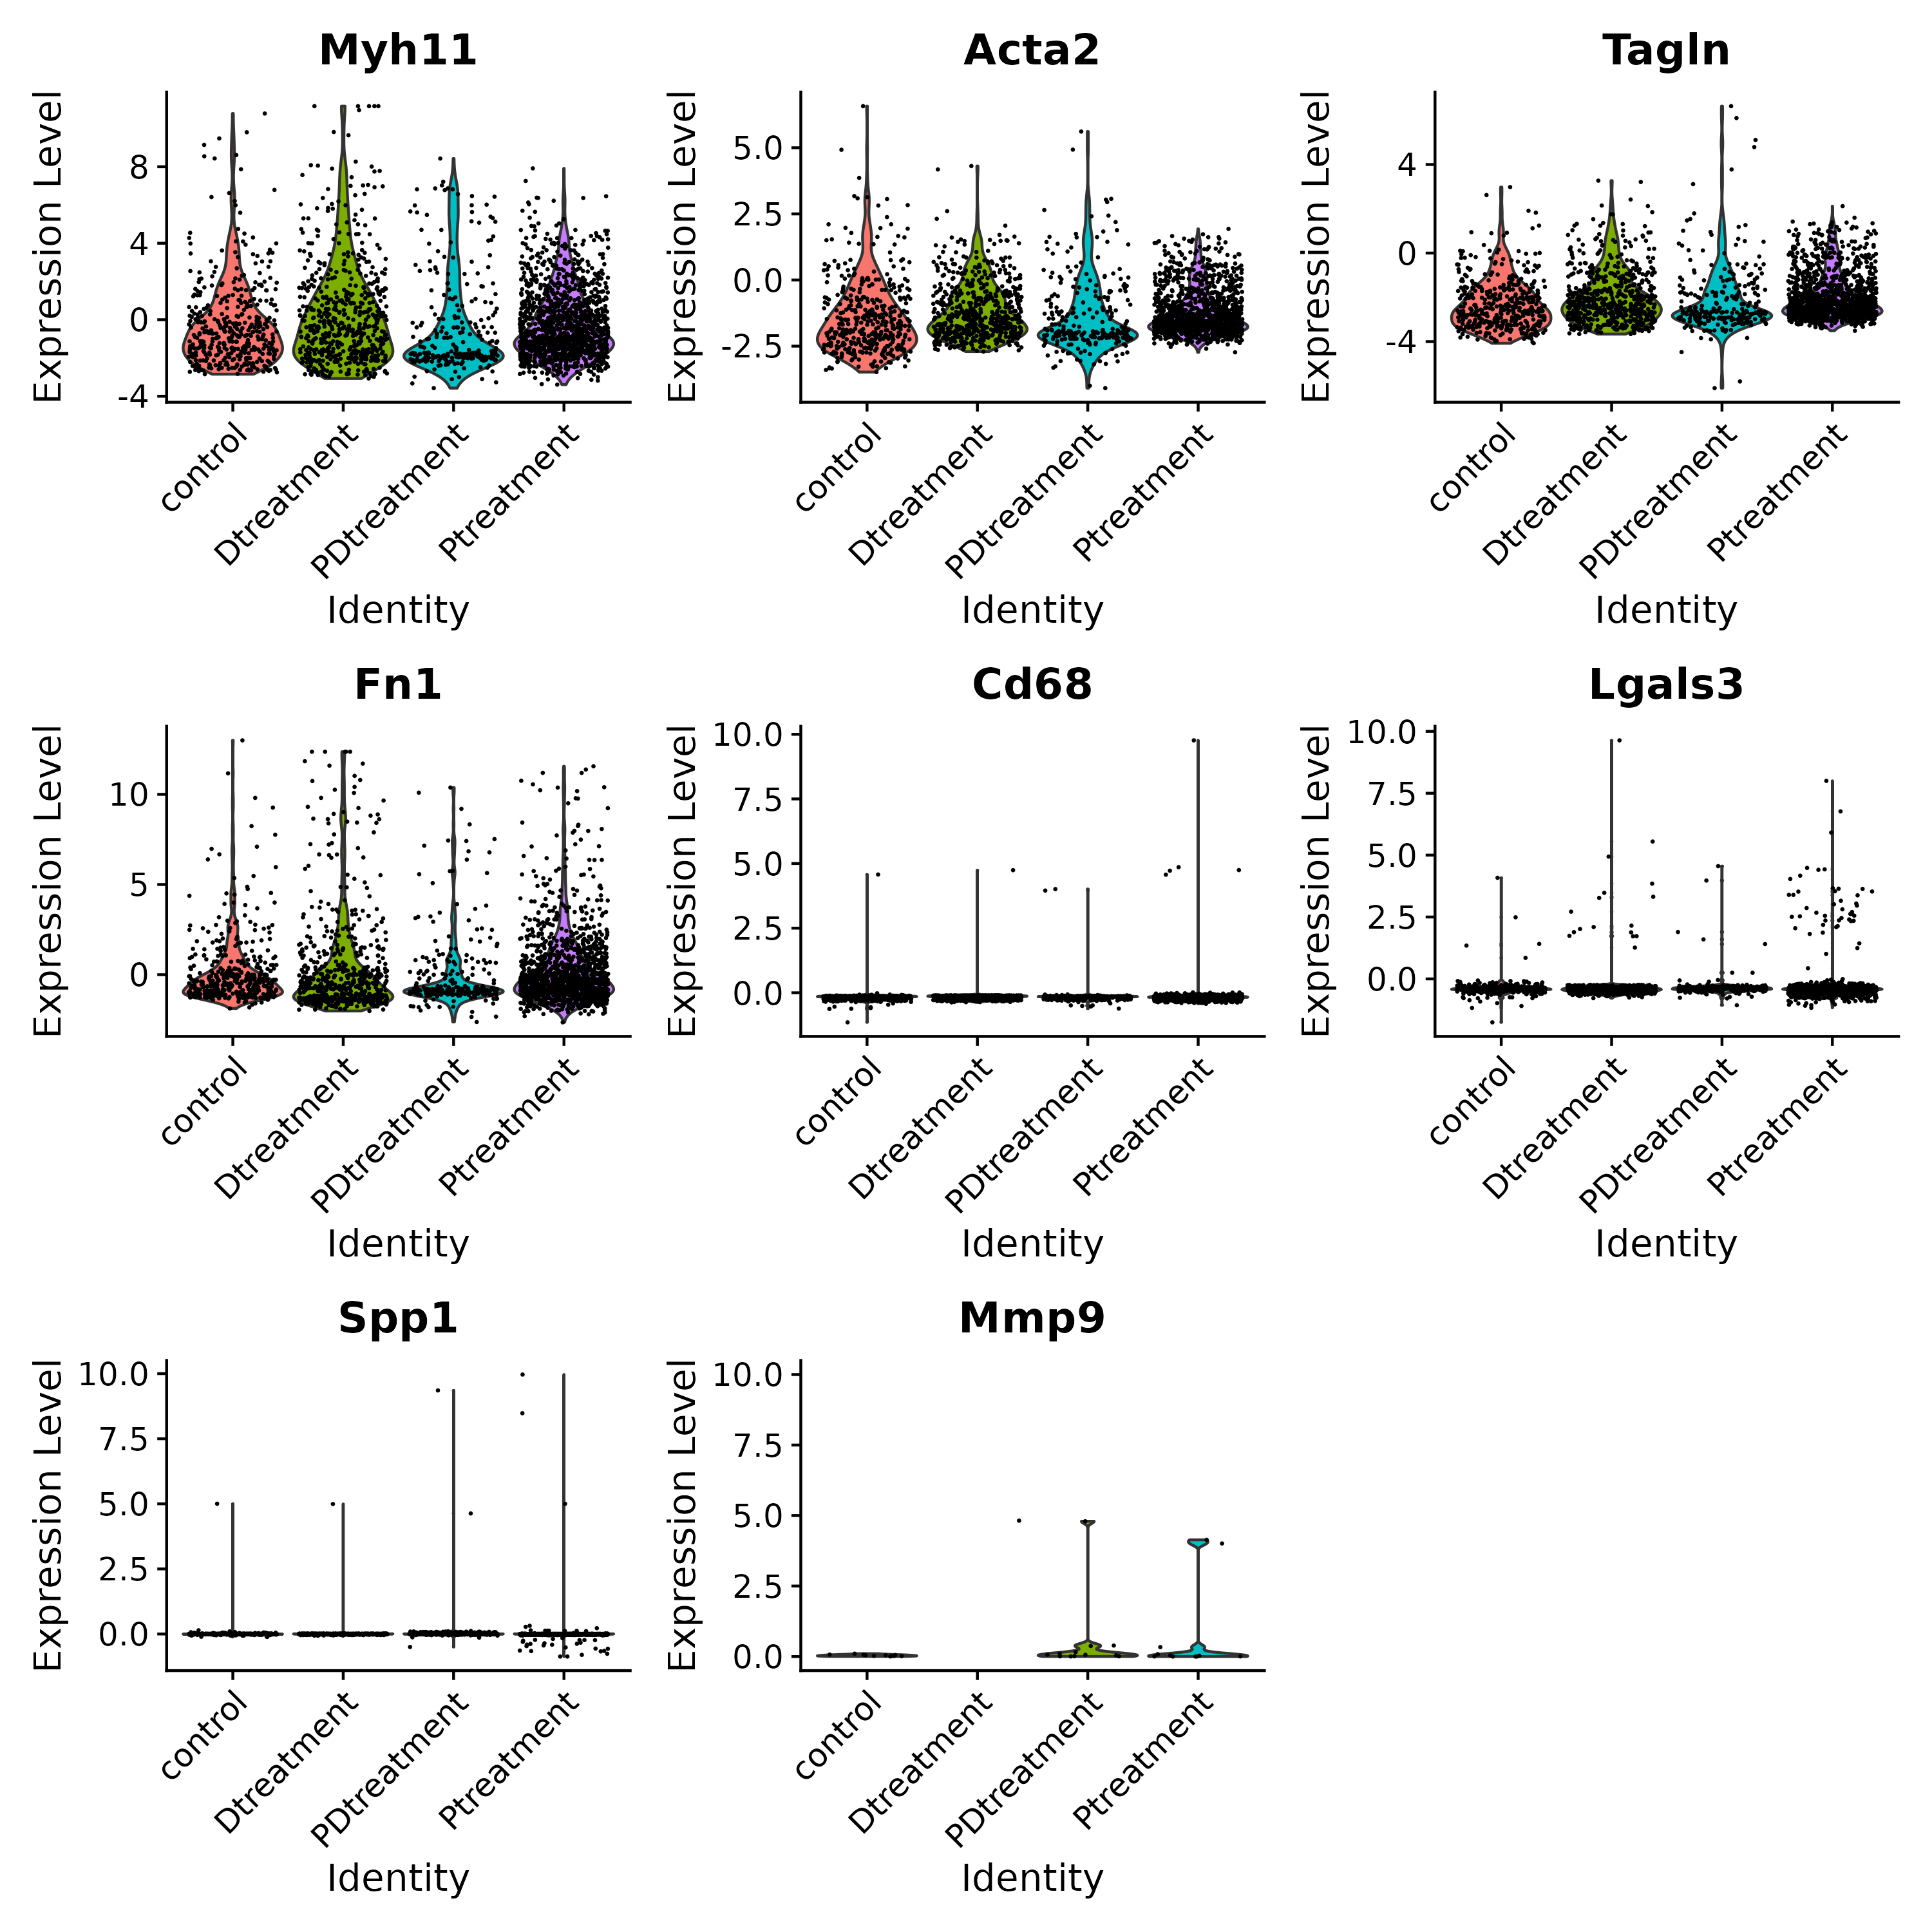 Myh11
Acta2
Tagln
Expression Level
8
4
0
-4
control
Dtreatment
PDtreatment
Ptreatment
Identity
Expression Level
5.0
2.5
0.0
-2.5
control
Dtreatment
PDtreatment
Ptreatment
Identity
Expression Level
4
0
-4
control
Dtreatment
PDtreatment
Ptreatment
Identity
Fn1
Cd68
Lgals3
Expression Level
10
5
0
control
Dtreatment
PDtreatment
Ptreatment
Identity
Expression Level
10.0
7.5
5.0
2.5
0.0
control
Dtreatment
PDtreatment
Ptreatment
Identity
Expression Level
10.0
7.5
5.0
2.5
0.0
control
Dtreatment
PDtreatment
Ptreatment
Identity
Spp1
Mmp9
Expression Level
10.0
7.5
5.0
2.5
0.0
control
Dtreatment
PDtreatment
Ptreatment
Identity
Expression Level
10.0
7.5
5.0
2.5
0.0
control
Dtreatment
PDtreatment
Ptreatment
Identity